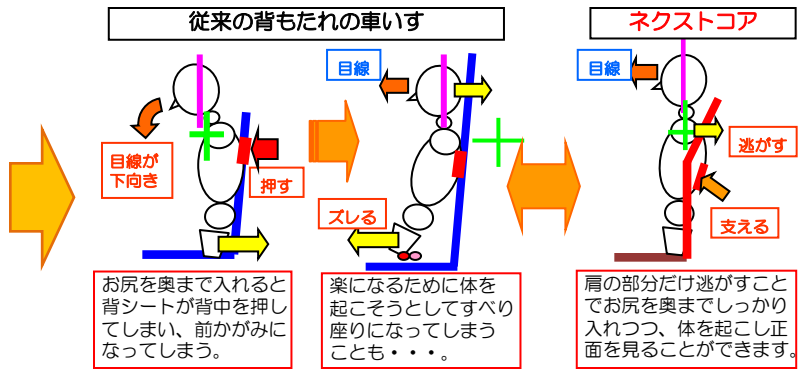 従来の背もたれの車いす
目線が
下向き
押す
お尻を奥まで入れると
背シートが背中を押し
てしまい、前かがみに
なってしまう。
目線
ズレる
楽になるために体を
起こそうとしてすべり
座りになってしまう
ことも・・・。
ネクストコア
目線
逃がす
支える
肩の部分だけ逃がすこと
でお尻を奥までしっかり
入れつつ、体を起こし正
面を見ることができます。